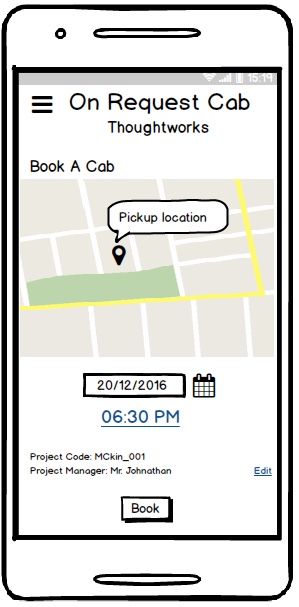 15:19
On Request Cab
Thoughtworks
Book A Cab
Pickup location
20/12/2016
06:30 PM
Project Code: MCkin_001
Project Manager: Mr. Johnathan
Edit
Book